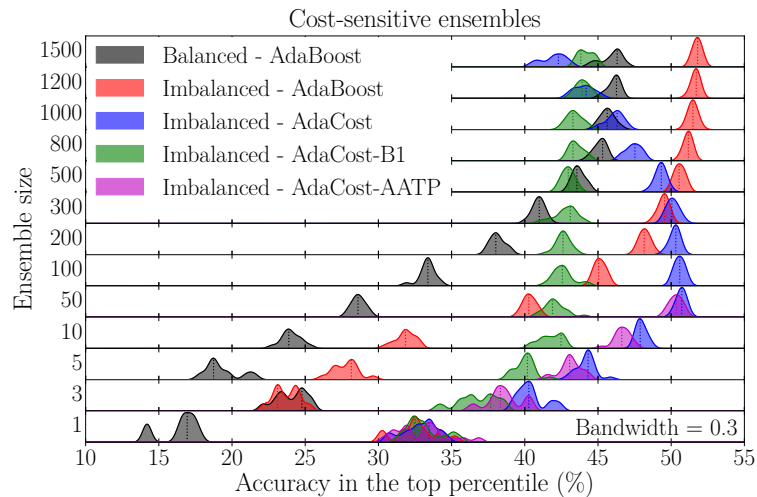 Cost-sensitive ensembles
1500
1200
1000
800
500
300
200
100
50
10
5
3
1
Ensemble size
Balanced - AdaBoost
Imbalanced - AdaBoost
Imbalanced - AdaCost
Imbalanced - AdaCost-B1
Imbalanced - AdaCost-AATP
Bandwidth = 0.3
10 15 20 25 30 35 40 45 50 55
Accuracy in the top percentile (%)